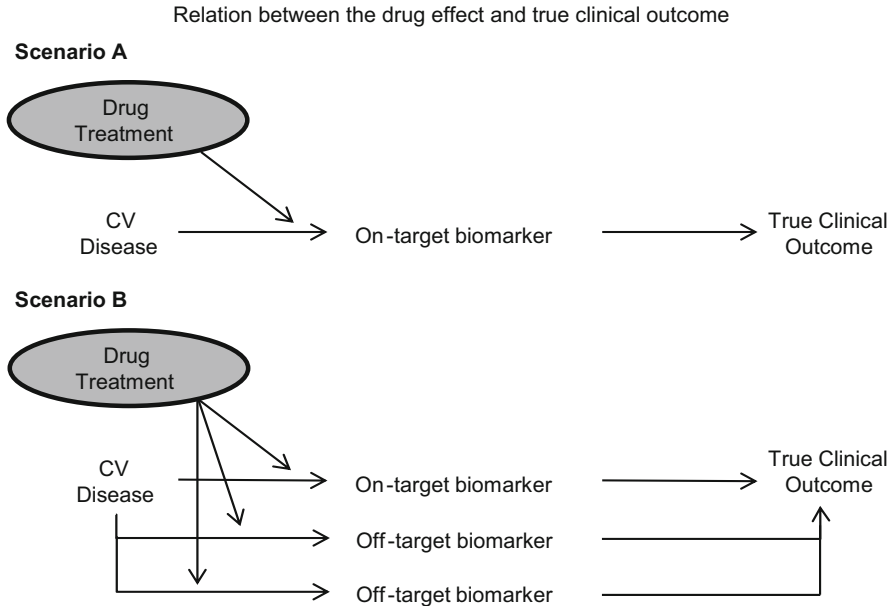 Relation between the drug effect and true clinical outcome
Scenario A
Drug
Treatment
CV
Disease
On-target biomarker
True Clinical
Outcome
Scenario B
Drug
Treatment
CV
Disease
On-target biomarker
True Clinical
Outcome
Off-target biomarker
Off-target biomarker